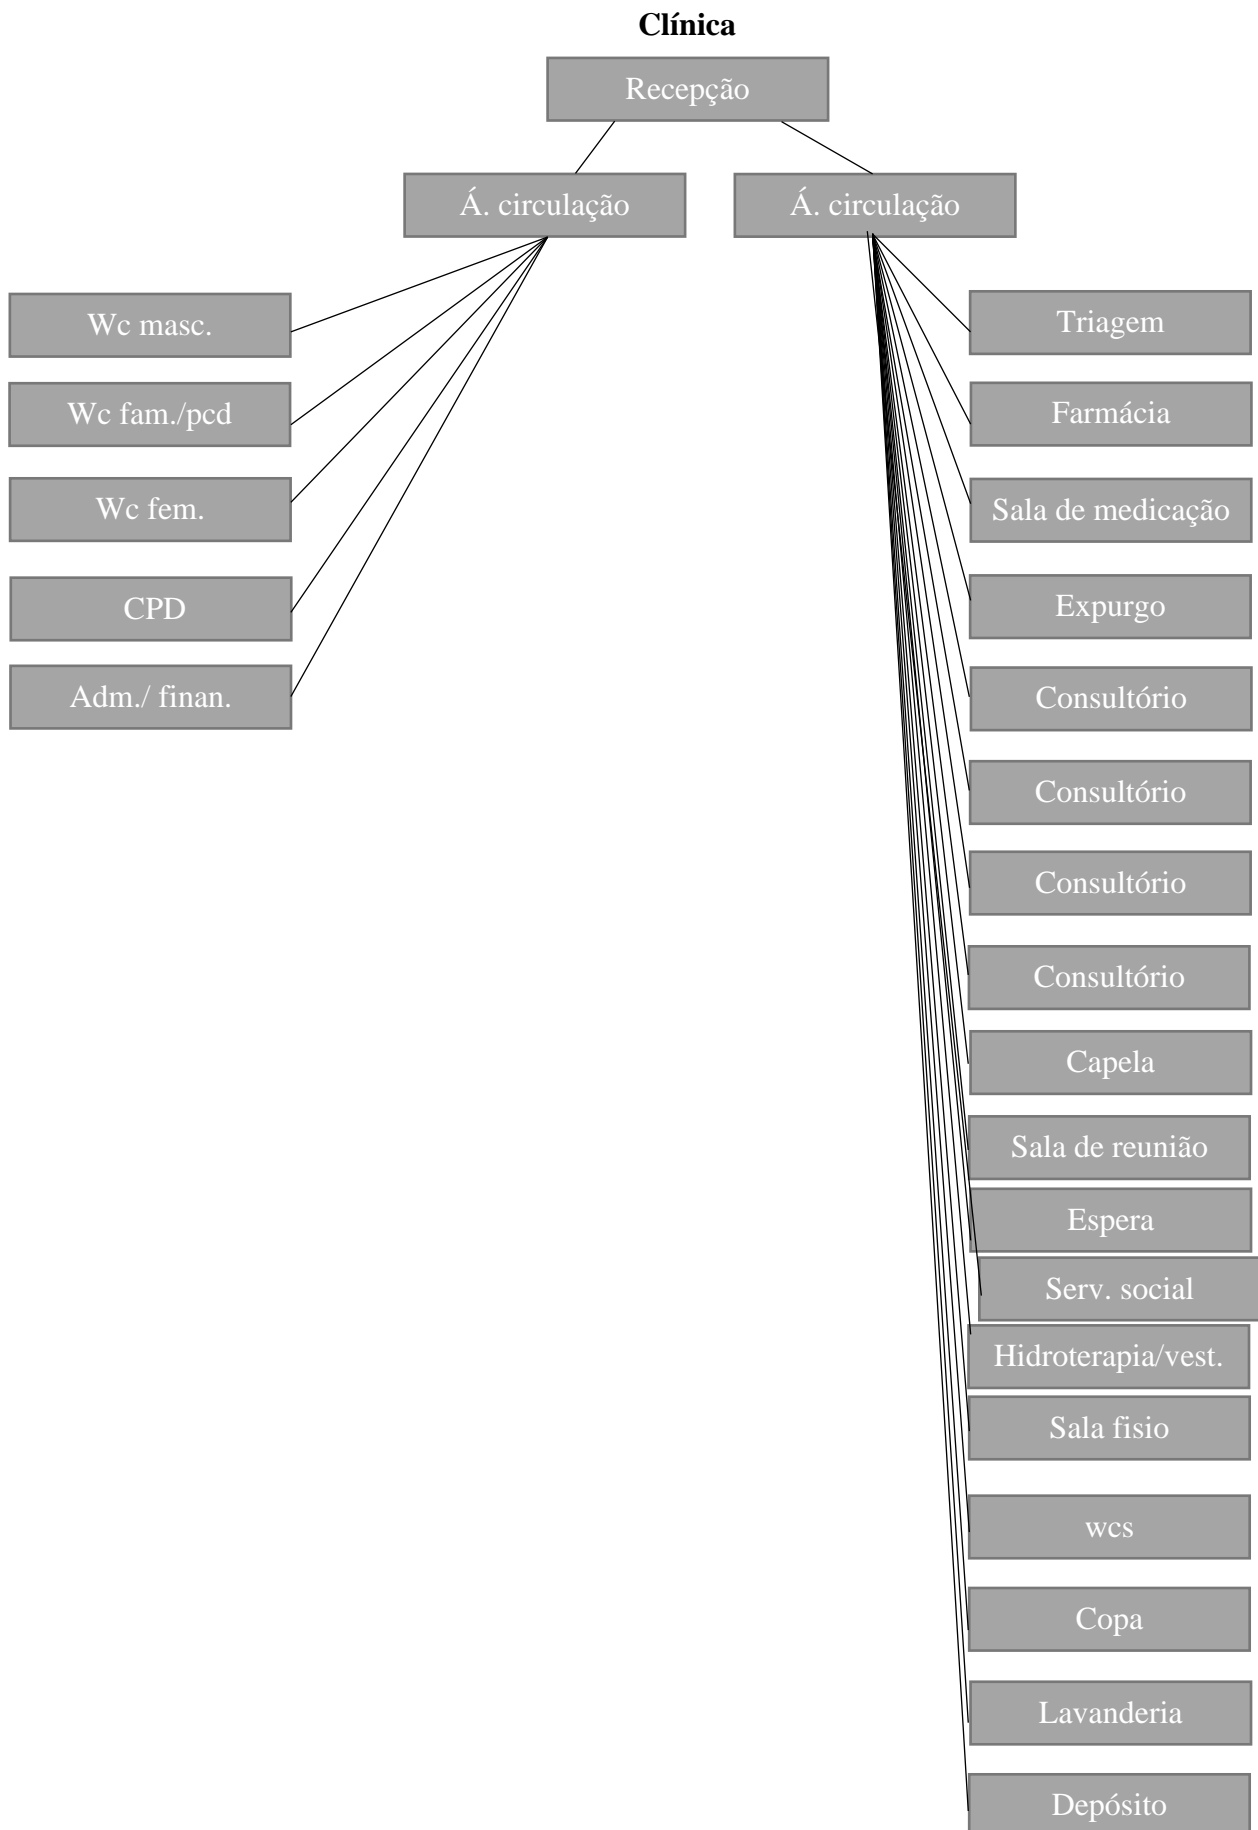 Clínica
Recepção
Á. circulação
Á. circulação
Wc masc.
Wc fam./pcd
Wc fem.
CPD
Adm./ finan.
Triagem
Farmácia
Sala de medicação
Expurgo
Consultório
Consultório
Consultório
Consultório
Capela
Sala de reunião
Espera
Serv. social
Hidroterapia/vest.
Sala fisio
wcs
Copa
Lavanderia
Depósito